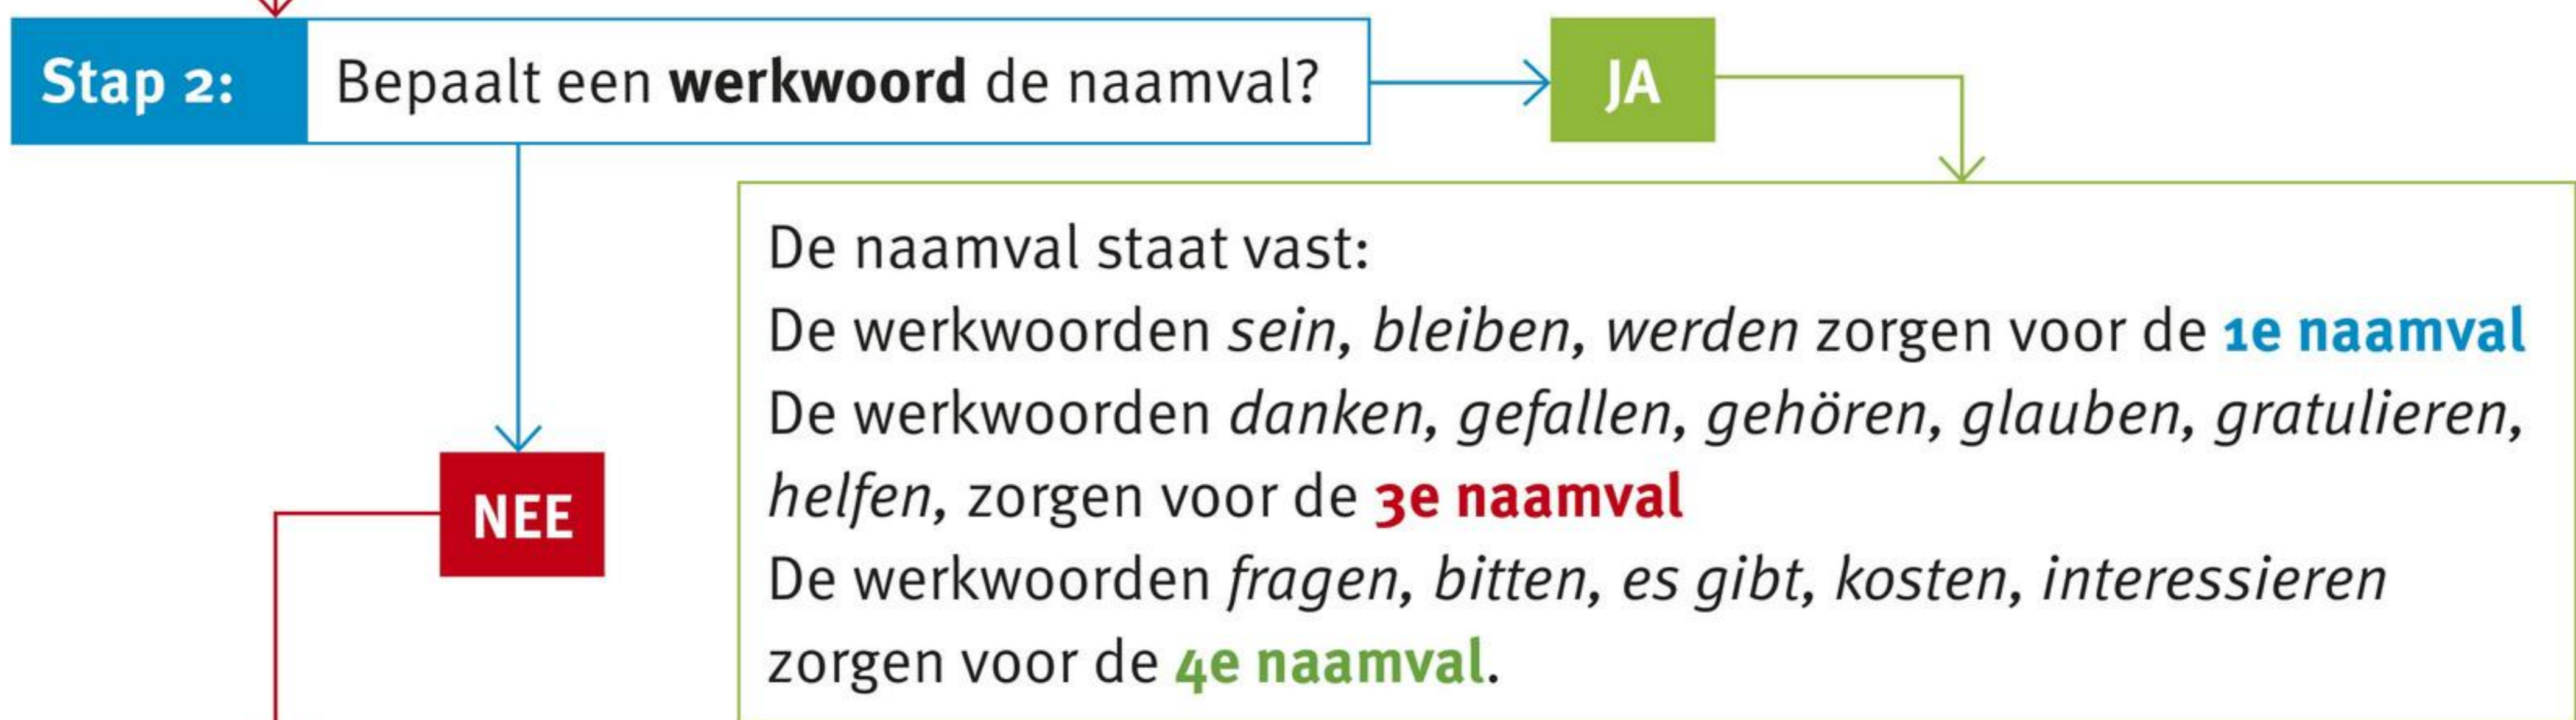 Stap 2: Bepaalt een werkwoord de naamval? JA
De naamval staat vast:
De werkwoorden sein, bleiben, werden zorgen voor de 1e naamval
De werkwoorden danken, gefallen, gehören, glauben, gratulieren,
helfen, zorgen voor de 3e naamval
NEE
De werkwoorden fragen, bitten, es gibt, kosten, interessieren
zorgen voor de 4e naamval.